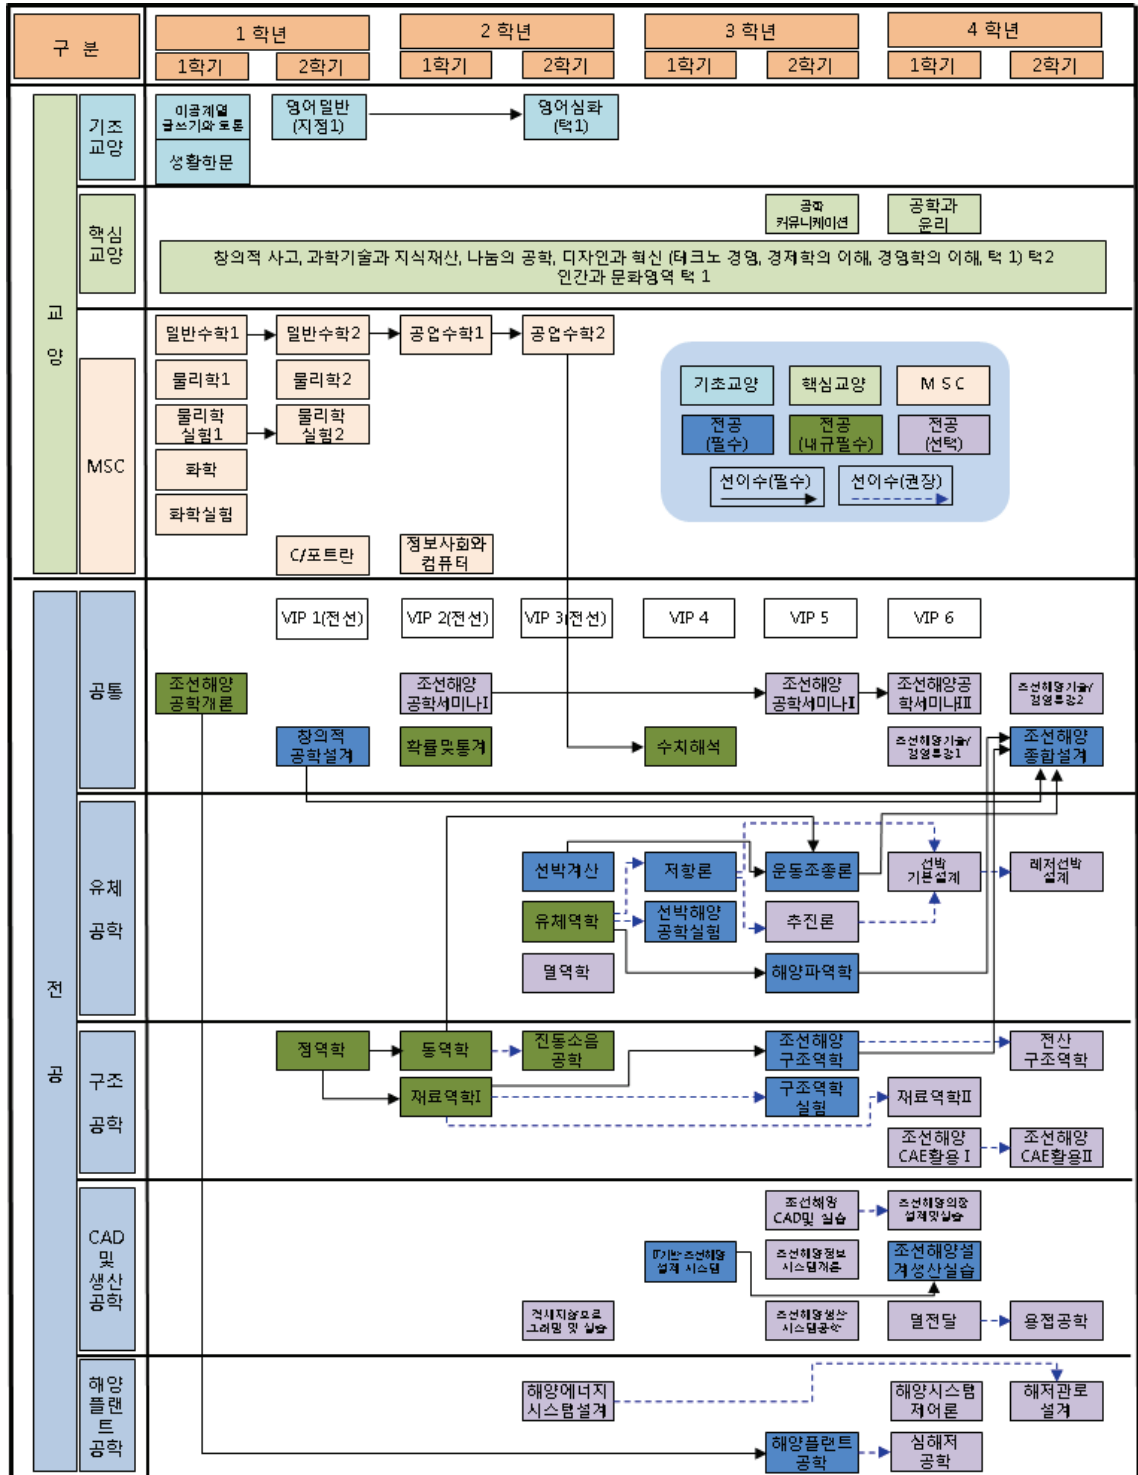 구 분
1 학년
2 학년
3 학년
4 학년
1학기
2학기
1학기
2학기
1학기
2학기
1학기
2학기
교
양
기초
교양
이공계열
글쓰기와 토론
생활한문
영어일반
(지정1)
영어심화
(택1)
핵심
교양
공학
커뮤니케이션
공학과
윤리
창의적 사고, 과학기술과 지식재산, 나눔의 공학, 디자인과 혁신 (테크노 경영, 경제학의 이해, 경영학의 이해, 택 1) 택2
인간과 문화영역 택 1
MSC
일반수학1
일반수학2
공업수학1
공업수학2
물리학1
물리학2
물리학
실험1
물리학
실험2
화학
화학실험
C/포트란
정보사회와
컴퓨터
기초교양
핵심교양
M S C
전공
(필수)
전공
(내규필수)
전공
(선택)
선이수(필수)
선이수(권장)
전
공
공통
VIP 1(전선)
VIP 2(전선)
VIP 3(전선)
VIP 4
VIP 5
VIP 6
조선해양
공학개론
조선해양
공학세미나I
조선해양
공학세미나I
조선해양공
학세미나III
조선해양기술/
경영특강2
창의적
공학설계
확률및통계
수치해석
조선해양기술/
경영특강1
조선해양
종합설계
유체
공학
선박계산
저항론
운동조종론
선박
기본설계
레저선박
설계
유체역학
선박해양
공학실험
추진론
열역학
해양파역학
구조
공학
정역학
동역학
진동소음
공학
조선해양
구조역학
전산
구조역학
재료역학I
구조역학
실험
재료역학II
조선해양
CAE활용 I
조선해양
CAE활용II
CAD
및
생산
공학
조선해양
CAD및 실습
조선해양의장
설계및실습
IT기반 조선해양
설계 시스템
조선해양정보
시스템개론
조선해양설
계생산실습
객체지향프로
그래밍 및 실습
조선해양생산
시스템공학
열전달
용접공학
해양
플랜
트
공학
해양에너지
시스템설계
해양시스템
제어론
해저관로
설계
해양플랜트
공학
심해저
공학